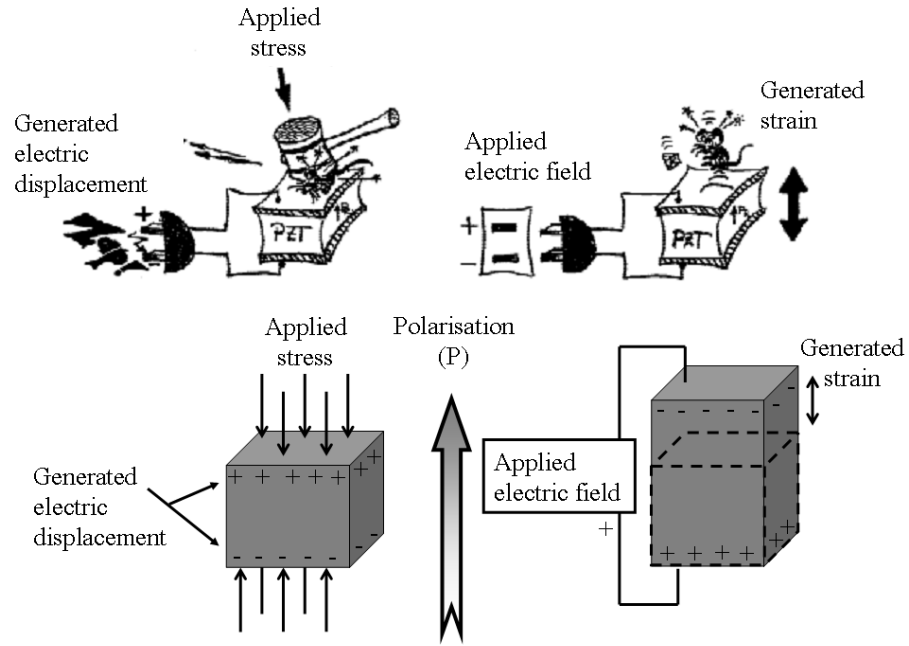 Applied
stress
Generated
electric
displacement
+
-
PZT
Applied
electric field
+
-
PZT
Generated
strain
Applied
stress
Generated
electric
displacement
+ + + + + + + +
- - - - - - -
Polarisation
(P)
Applied
electric field
+
Generated
strain
- - - - - - -
+ + + + + +